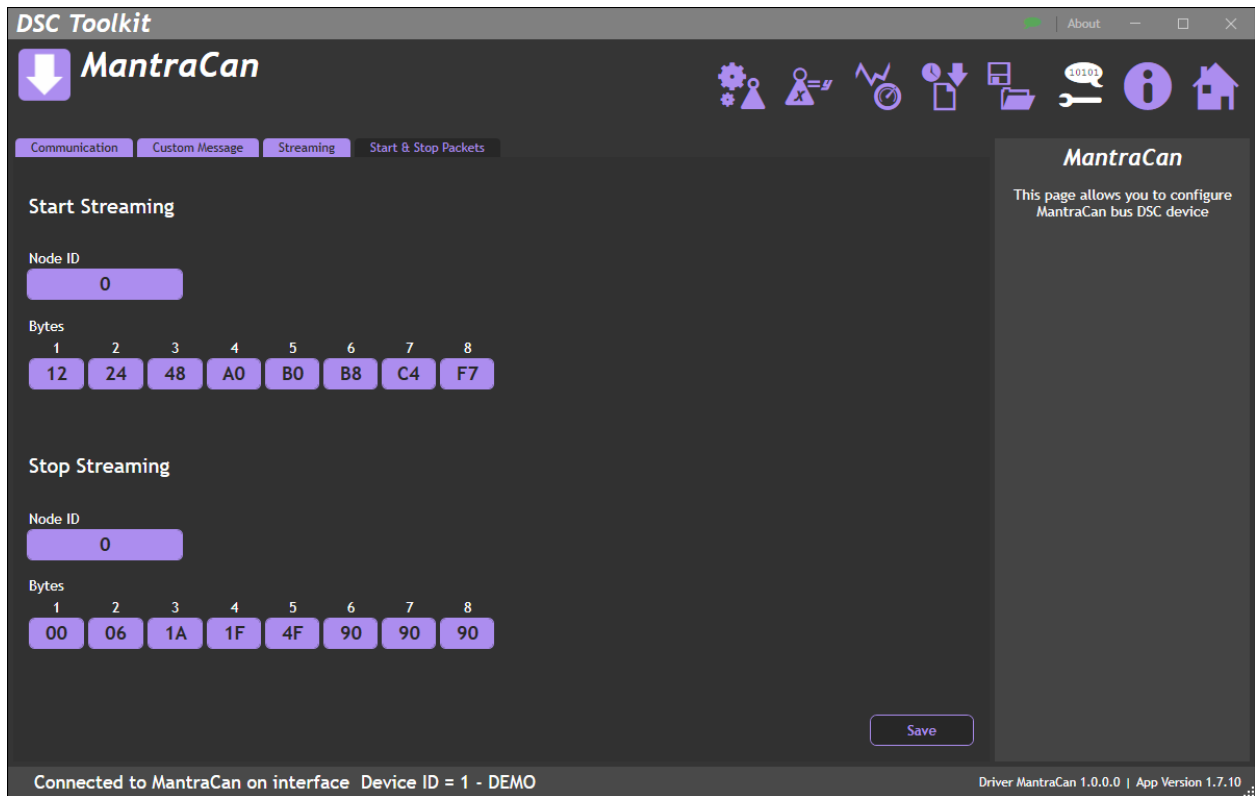 DSC Toolkit
About
MantraCan
x =y
10101
i
Communication Custom Message Streaming Start & Stop Packets
Start Streaming
Node ID
0
Bytes
1 2 3 4 5 6 7 8
12 24 48 A0 B0 B8 C4 F7
Stop Streaming
Node ID
0
Bytes
1 2 3 4 5 6 7 8
00 06 1A 1F 4F 90 90 90
Save
MantraCan
This page allows you to configure
MantraCan bus DSC device
Connected to MantraCan on interface Device ID = 1 - DEMO
Driver MantraCan 1.0.0.0 | App Version 1.7.10